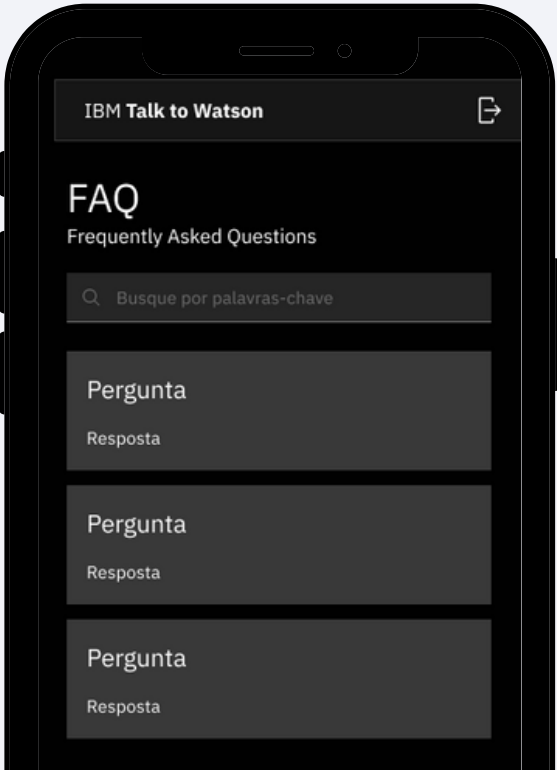 IBM Talk to Watson
FAQ
Frequently Asked Questions
Busque por palavras-chave
Pergunta
Resposta
Pergunta
Resposta
Pergunta
Resposta